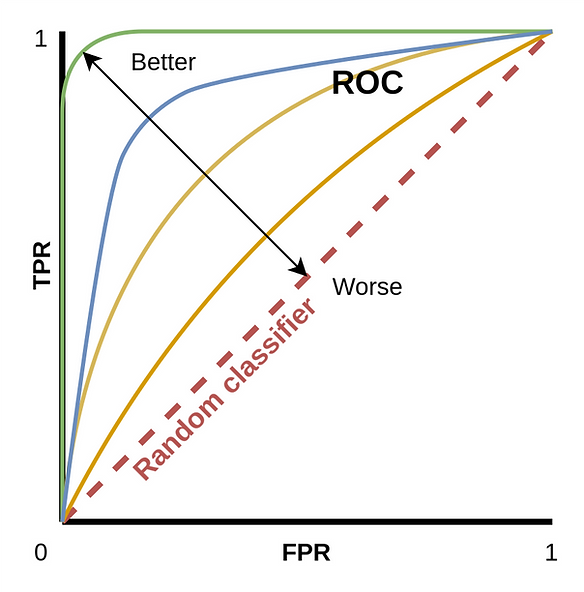 1
Better
ROC
TPR
Worse
Random classifier
0
FPR
1